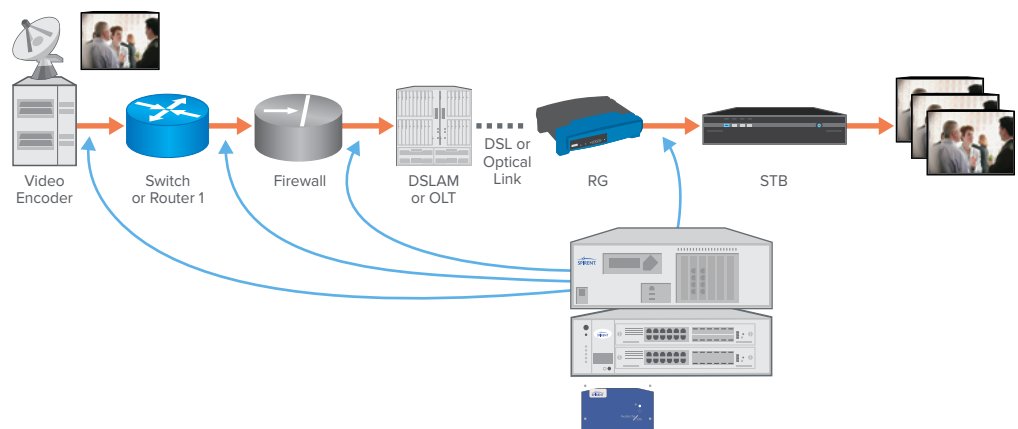 Video
Encoder
Switch
or Router 1
Firewall
DSLAM
or OLT
DSL or
Optical
Link
RG
STB
SPIRENT